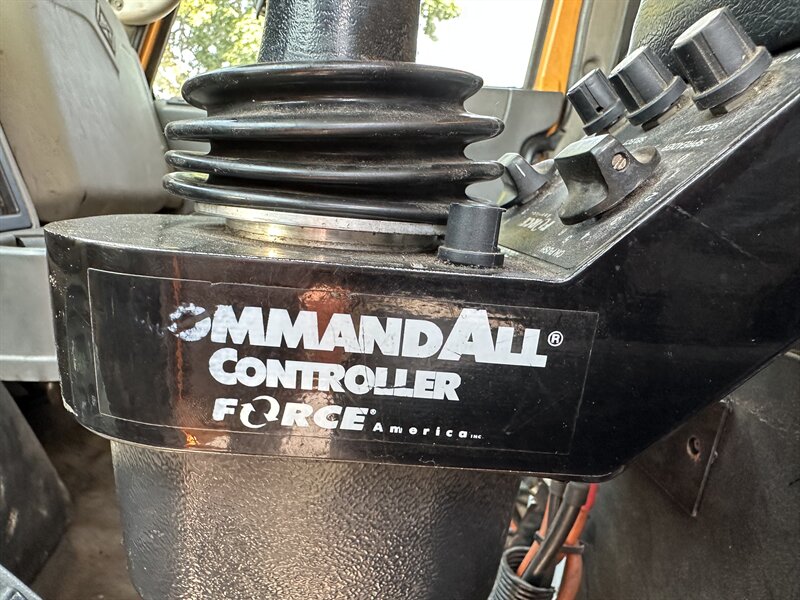 OMMANDALL®
CONTROLLER
FORCE® America INC.